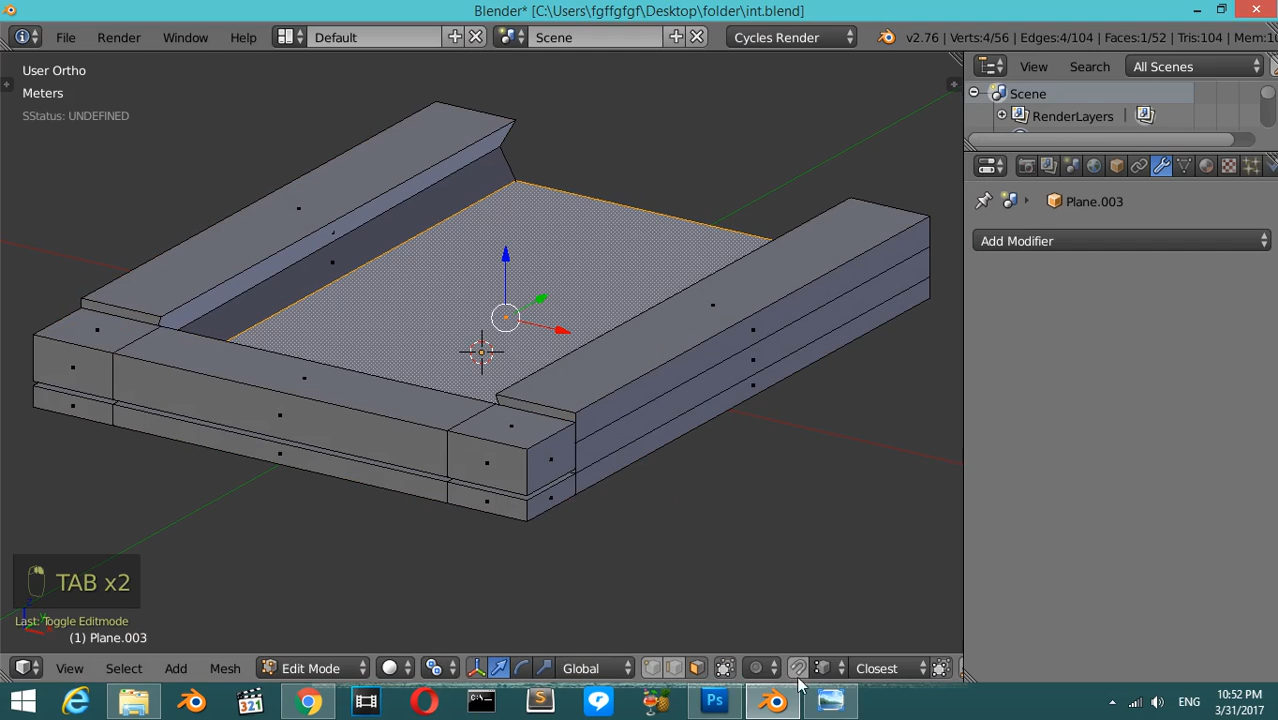 Blender* [C:\Users\fgffgfgf\Desktop\folder\int.blend]
File Render Window Help Default Scene Cycles Render v2.76 | Verts:4/56 | Edges:4/104 | Faces:1/52 | Tris:104 | Mem:10
User Ortho
Meters
SStatus: UNDEFINED
View Search All Scenes
Scene
RenderLayers
Plane.003
Add Modifier
TAB x2
Last: Toggle Editmode
(1) Plane.003
View Select Add Mesh Edit Mode Global Closest
321
ENG
10:52 PM
3/31/2017